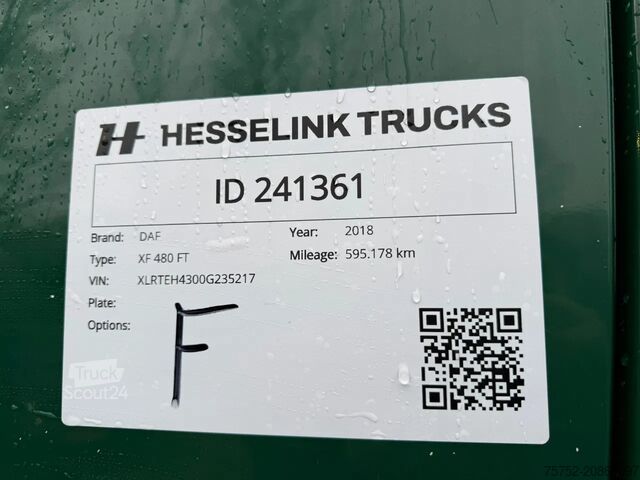 H HESSELINK TRUCKS
ID 241361
Brand: DAF
Type: XF 480 FT
VIN: XLRTEH4300G235217
Plate:
Options:
Year: 2018
Mileage: 595.178 km
F
Truck
Scout24